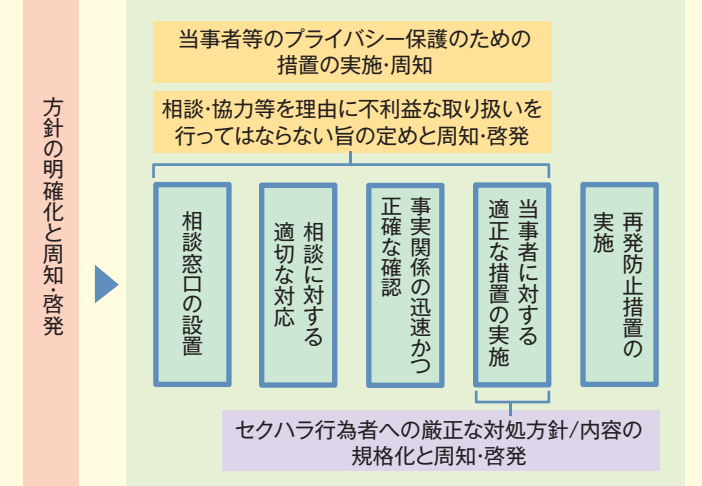 方針の明確化と周知・啓発
当事者等のプライバシー保護のための
措置の実施・周知
相談・協力等を理由に不利益な取り扱いを
行ってはならない旨の定めと周知・啓発
相談窓口の設置
相談に対する
適切な対応
事実関係の迅速かつ
正確な確認
当事者に対する
適正な措置の実施
再発防止措置の
実施
セクハラ行為者への厳正な対処方針/内容の
規格化と周知・啓発